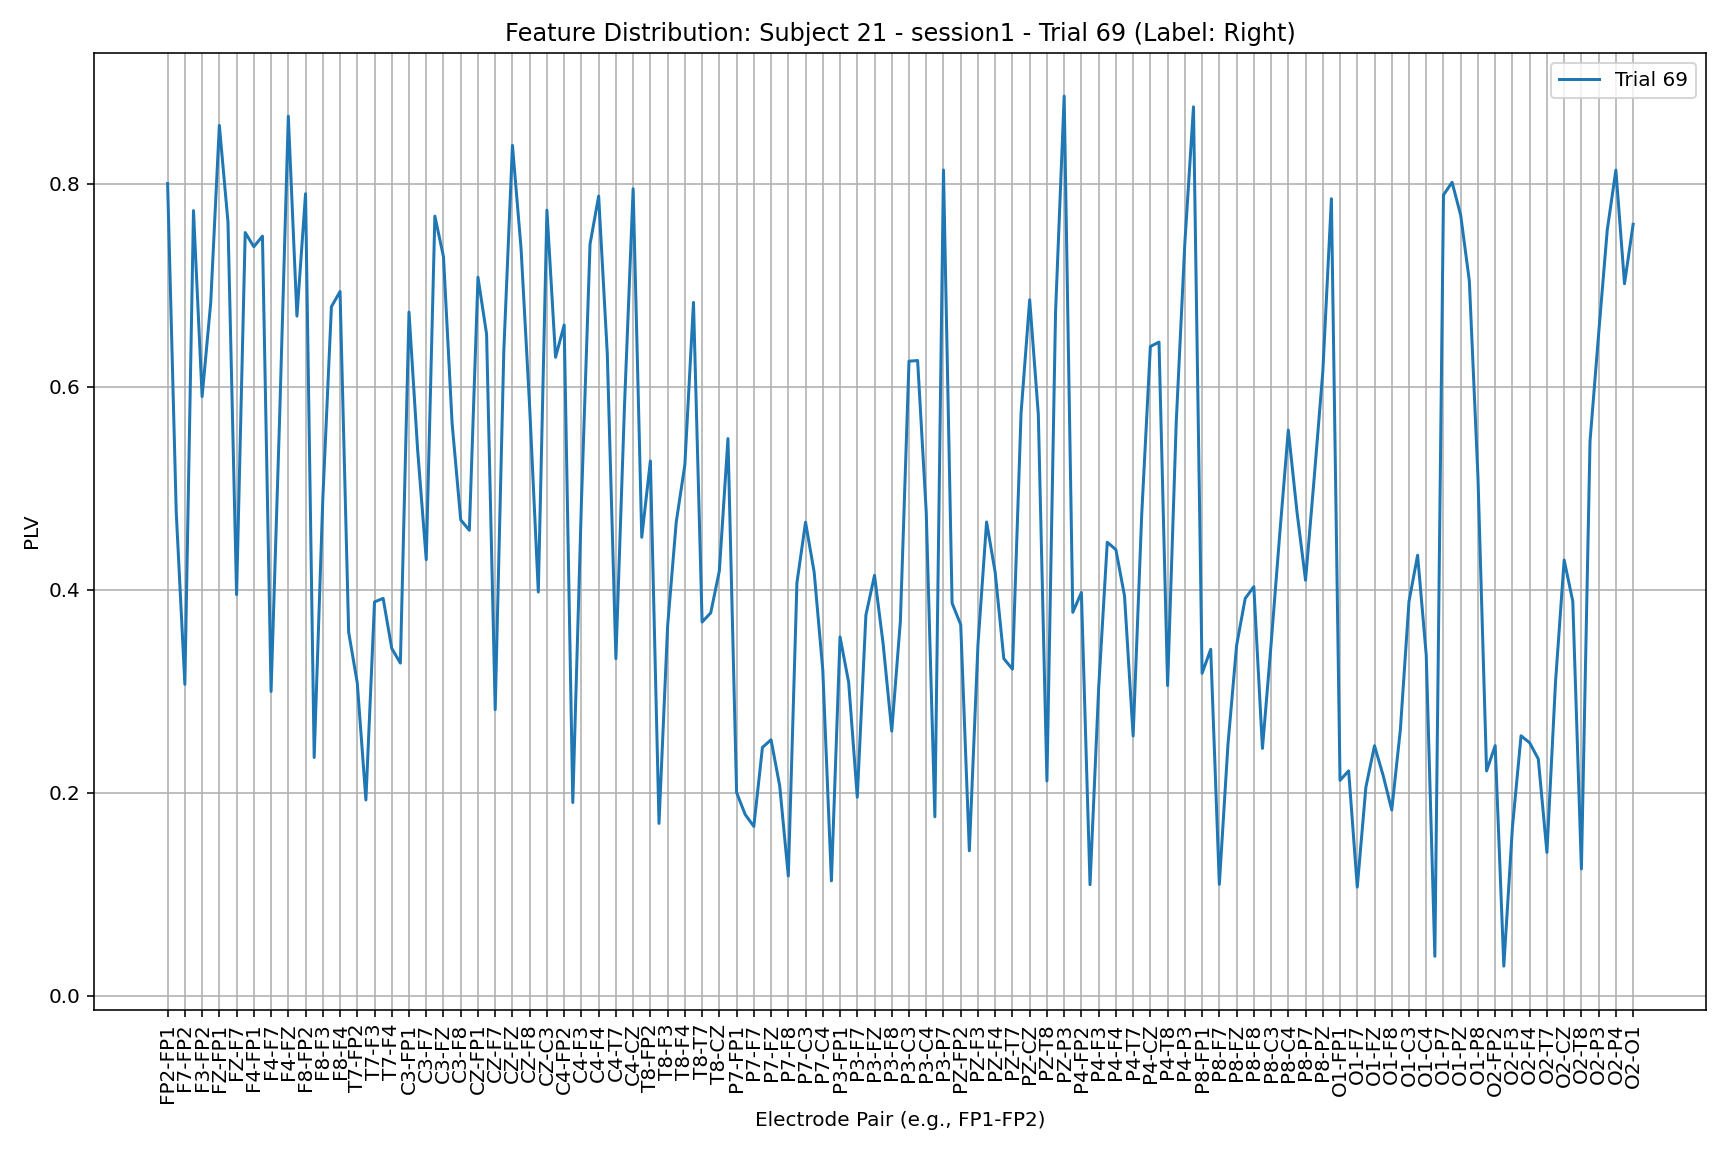 Feature Distribution: Subject 21 - session1 - Trial 69 (Label: Right)
Trial 69
PLV
0.8
0.6
0.4
0.2
0.0
FP2-FP1
F7-FP2
F3-FP2
FZ-FP1
FZ-F7
F4-FP1
F4-F7
F4-FZ
F8-FP2
F8-F3
F8-F4
T7-FP2
T7-F3
T7-F4
C3-FP1
C3-F7
C3-FZ
C3-F8
CZ-FP1
CZ-F7
CZ-FZ
CZ-F8
CZ-C3
C4-FP2
C4-F3
C4-F4
C4-T7
C4-CZ
T8-FP2
T8-F3
T8-F4
T8-T7
T8-CZ
P7-FP1
P7-F7
P7-FZ
P7-F8
P7-C3
P7-C4
P3-FP1
P3-F7
P3-FZ
P3-F8
P3-C3
P3-C4
P3-P7
PZ-FP2
PZ-F3
PZ-F4
PZ-T7
PZ-CZ
PZ-T8
PZ-P3
P4-FP2
P4-F3
P4-F4
P4-T7
P4-CZ
P4-T8
P4-P3
P8-FP1
P8-F7
P8-FZ
P8-F8
P8-C3
P8-C4
P8-P7
P8-PZ
O1-FP1
O1-F7
O1-FZ
O1-F8
O1-C3
O1-C4
O1-P7
O1-PZ
O1-P8
O2-FP2
O2-F3
O2-F4
O2-T7
O2-CZ
O2-T8
O2-P3
O2-P4
O2-O1
Electrode Pair (e.g., FP1-FP2)